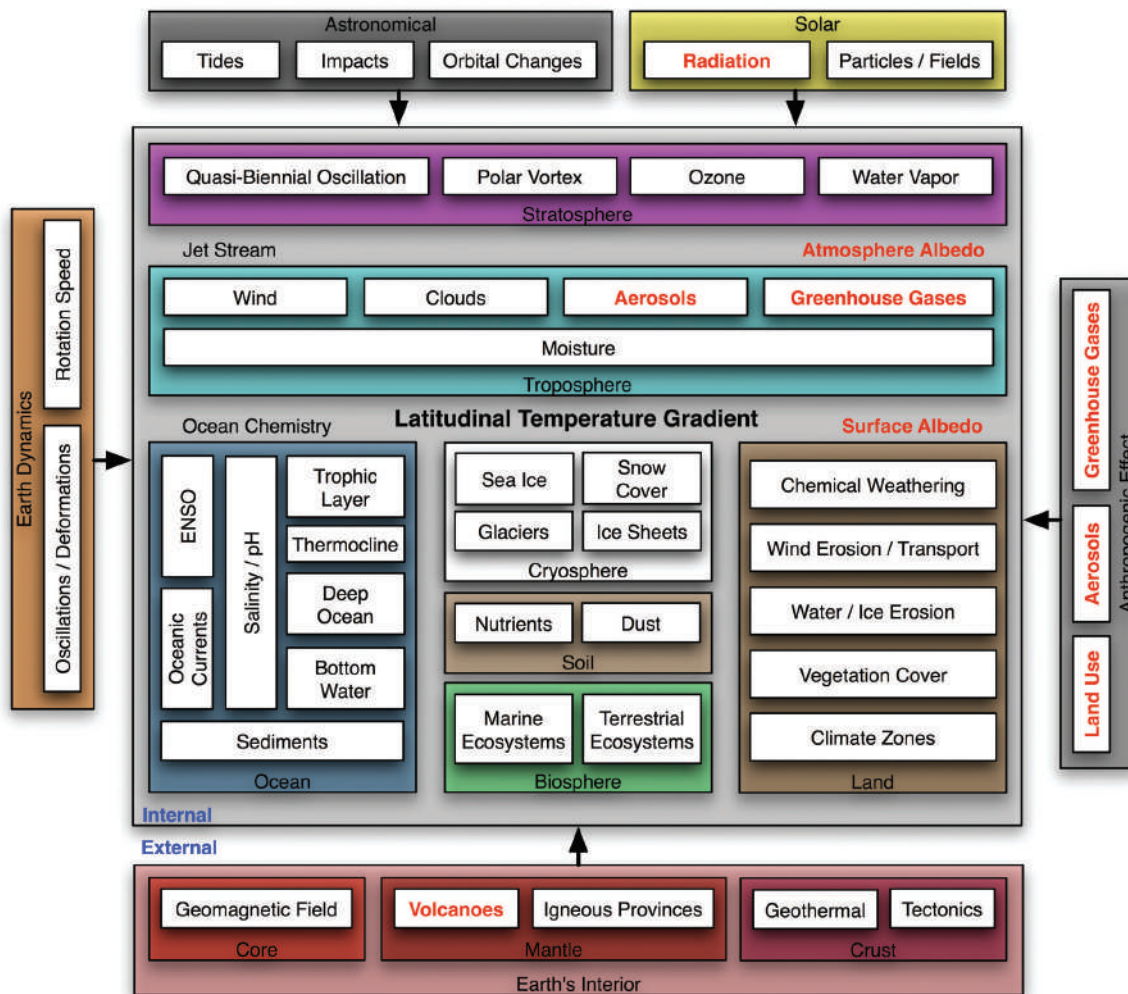 Astronomical
Tides
Impacts
Orbital Changes
Solar
Radiation
Particles / Fields
Quasi-Biennial Oscillation
Polar Vortex
Ozone
Water Vapor
Stratosphere
Jet Stream
Atmosphere Albedo
Wind
Clouds
Aerosols
Greenhouse Gases
Moisture
Troposphere
Earth Dynamics
Rotation Speed
Oscillations / Deformations
Latitudinal Temperature Gradient
Ocean Chemistry
Surface Albedo
ENSO
Oceanic
Currents
Salinity / pH
Trophic
Layer
Thermocline
Deep
Ocean
Bottom
Water
Sediments
Ocean
Sea Ice
Snow
Cover
Glaciers
Ice Sheets
Cryosphere
Nutrients
Dust
Soil
Marine
Ecosystems
Terrestrial
Ecosystems
Biosphere
Chemical Weathering
Wind Erosion / Transport
Water / Ice Erosion
Vegetation Cover
Climate Zones
Land
Greenhouse Gases
Aerosols
Land Use
Anthropogenic Effect
Internal
External
Geomagnetic Field
Core
Volcanoes
Igneous Provinces
Mantle
Geothermal
Tectonics
Crust
Earth's Interior